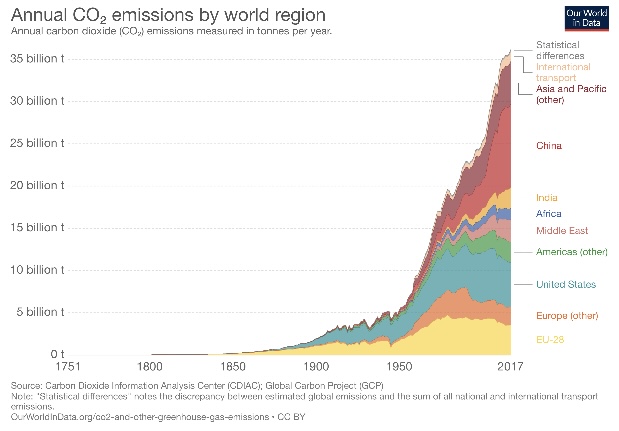 Annual CO₂ emissions by world region
Annual carbon dioxide (CO₂) emissions measured in tonnes per year.
Our World
in Data
35 billion t
30 billion t
25 billion t
20 billion t
15 billion t
10 billion t
5 billion t
0 t
1751
1800
1850
1900
1950
2017
Statistical
differences
International
transport
Asia and Pacific
(other)
China
India
Africa
Middle East
Americas (other)
United States
Europe (other)
EU-28
Source: Carbon Dioxide Information Analysis Center (CDIAC); Global Carbon Project (GCP)
Note: "Statistical differences" notes the discrepancy between estimated global emissions and the sum of all national and international transport
emissions.
OurWorldInData.org/co2-and-other-greenhouse-gas-emissions • CC BY